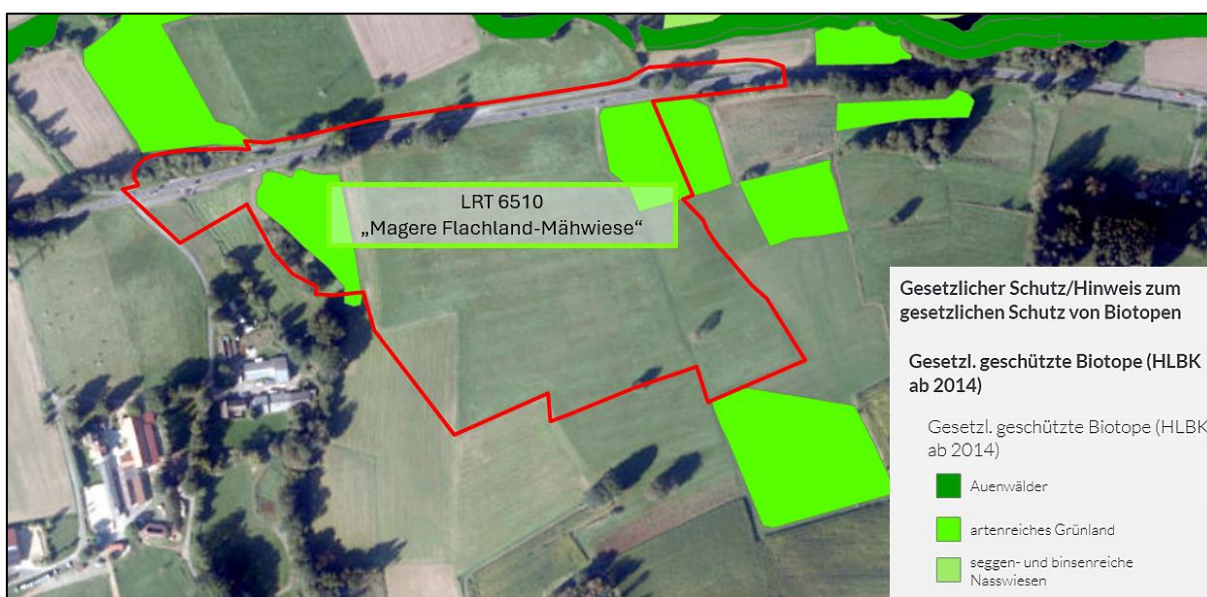 LRT 6510
„Magere Flachland-Mähwiese“
Gesetzlicher Schutz/Hinweis zum
gesetzlichen Schutz von Biotopen
Gesetzl. geschützte Biotope (HLBK
ab 2014)
Gesetzl. geschützte Biotope (HLBK
ab 2014)
Auenwälder
artenreiches Grünland
seggen- und binsenreiche
Nasswiesen